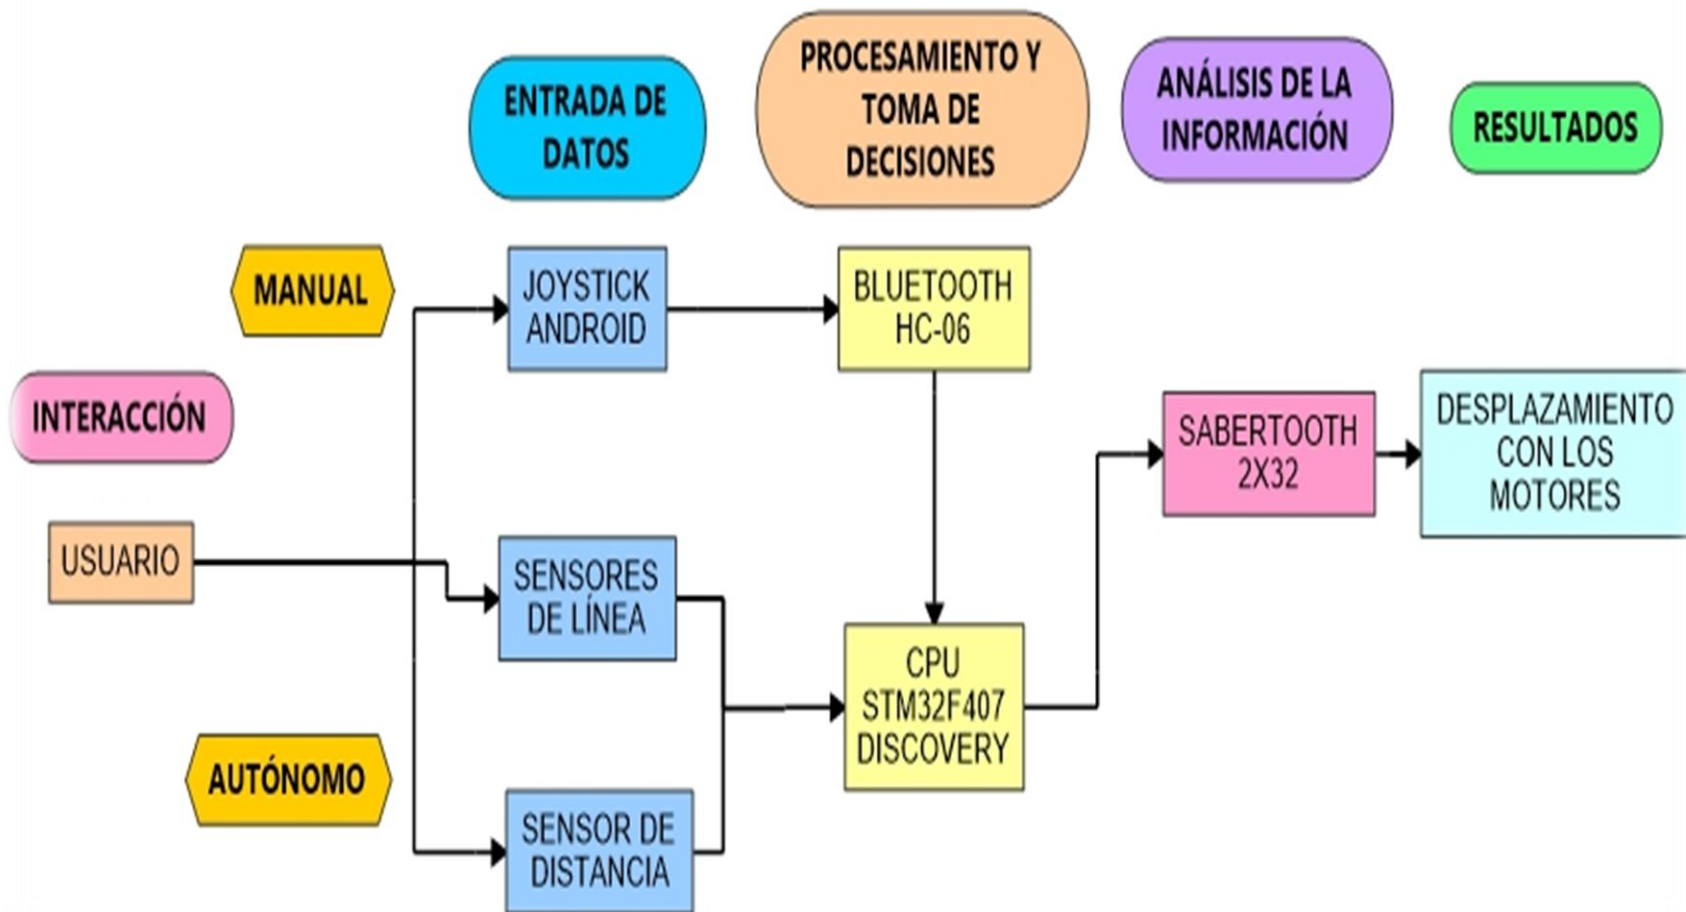 ENTRADA DE
DATOS
PROCESAMIENTO Y
TOMA DE
DECISIONES
ANÁLISIS DE LA
INFORMACIÓN
RESULTADOS
MANUAL
JOYSTICK
ANDROID
BLUETOOTH
HC-06
INTERACCIÓN
SABERTOOTH
2X32
DESPLAZAMIENTO
CON LOS
MOTORES
USUARIO
SENSORES
DE LÍNEA
CPU
STM32F407
DISCOVERY
AUTÓNOMO
SENSOR DE
DISTANCIA